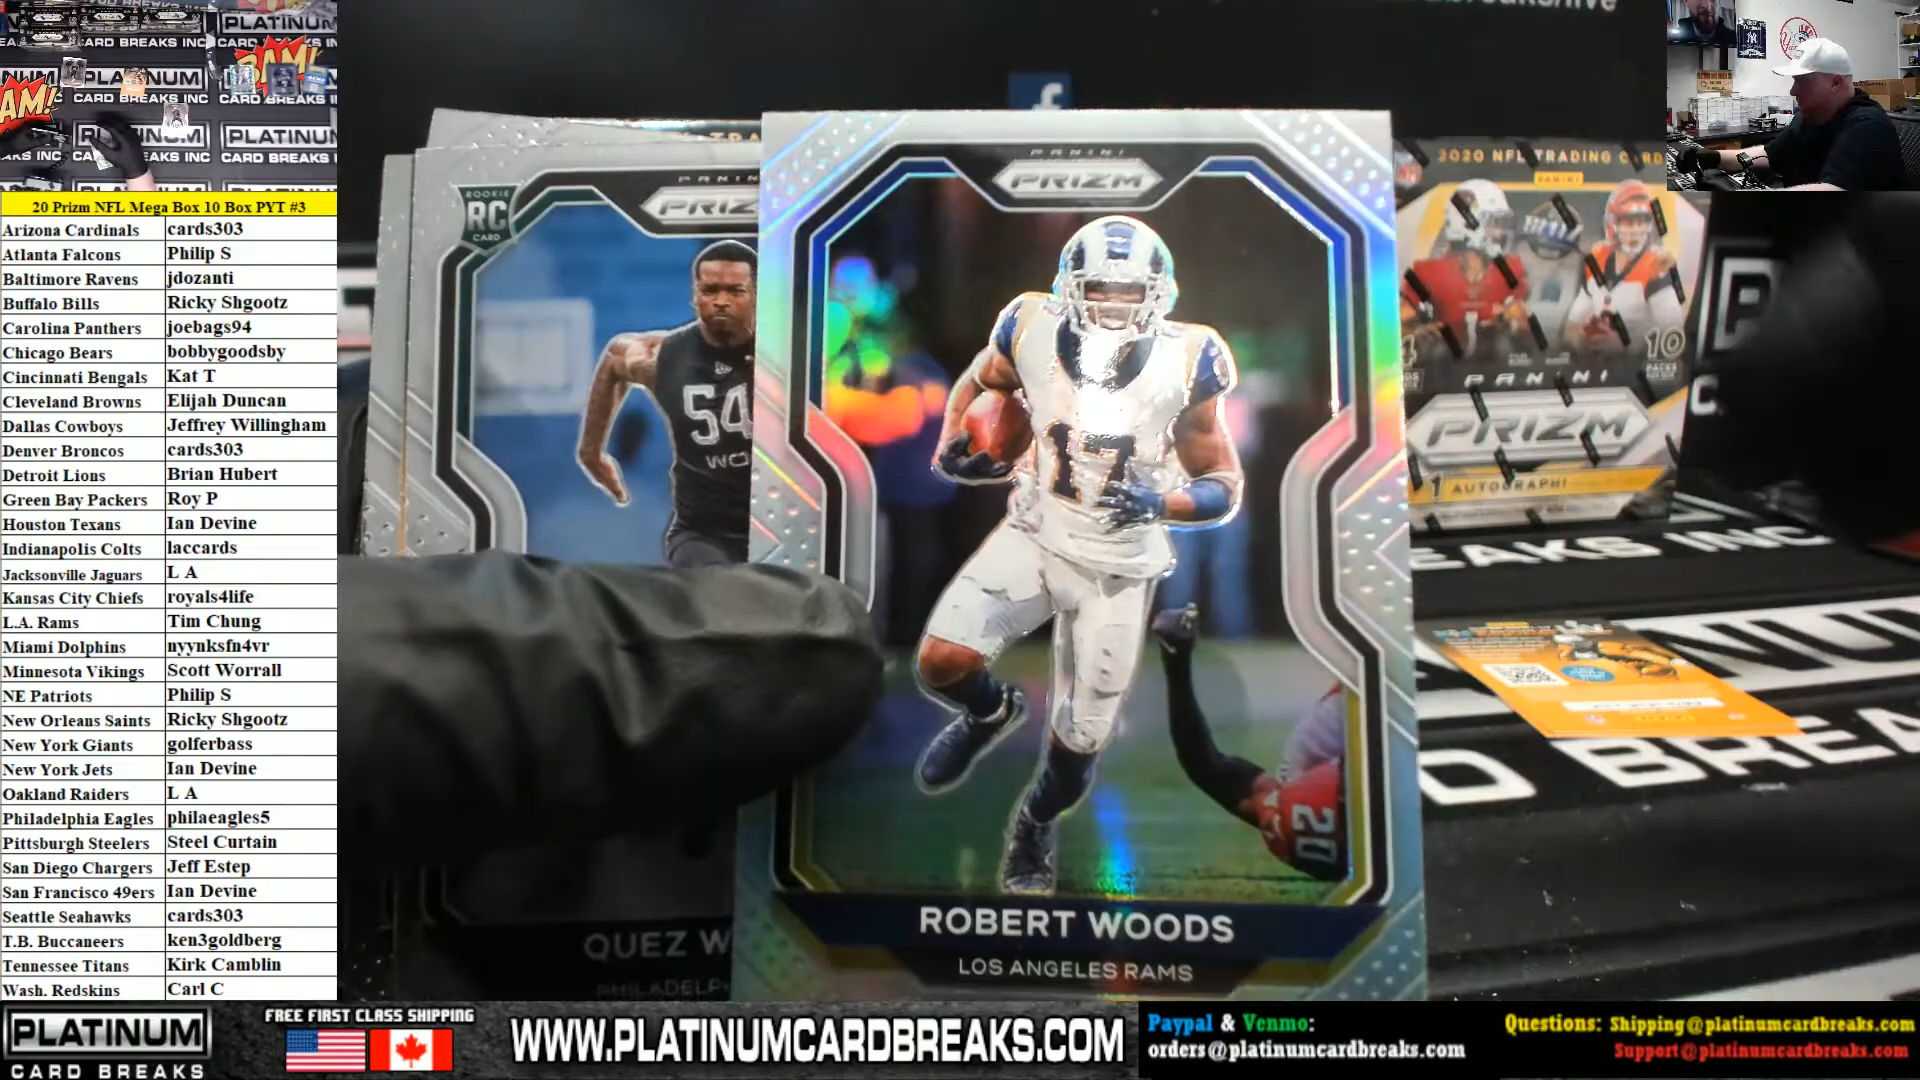 PLATINUM
CARD BREAKS INC
20 Prizm NFL Mega Box 10 Box PYT #3
Arizona Cardinals cards303
Atlanta Falcons Philip S
Baltimore Ravens jdozanti
Buffalo Bills Ricky Shgootz
Carolina Panthers joebags94
Chicago Bears bobbygoodsby
Cincinnati Bengals Kat T
Cleveland Browns Elijah Duncan
Dallas Cowboys Jeffrey Willingham
Denver Broncos cards303
Detroit Lions Brian Hubert
Green Bay Packers Roy P
Houston Texans Ian Devine
Indianapolis Colts laccards
Jacksonville Jaguars L A
Kansas City Chiefs royals4life
L.A. Rams Tim Chung
Miami Dolphins nyynksfn4vr
Minnesota Vikings Scott Worrall
NE Patriots Philip S
New Orleans Saints Ricky Shgootz
New York Giants golferbass
New York Jets Ian Devine
Oakland Raiders L A
Philadelphia Eagles philaeagles5
Pittsburgh Steelers Steel Curtain
San Diego Chargers Jeff Estep
San Francisco 49ers Ian Devine
Seattle Seahawks cards303
T.B. Buccaneers ken3goldberg
Tennessee Titans Kirk Camblin
Wash. Redskins Carl C
ROOKIE
RC
CARD
PANINI
PRIZ
54
WO
QUEZ W
PHILADELP
PANINI
PRIZM
17
20
ROBERT WOODS
LOS ANGELES RAMS
2020 NFL TRADING CARD
PANINI
10
PANINI
PRIZM
1 AUTOGRAPH
EAKS INC
PLATINUM
CARD BREAKS
FREE FIRST CLASS SHIPPING
WWW.PLATINUMCARDBREAKS.COM
Paypal & Venmo:
orders@platinumcardbreaks.com
Questions: Shipping@platinumcardbreaks.com
Support@platinumcardbreaks.com